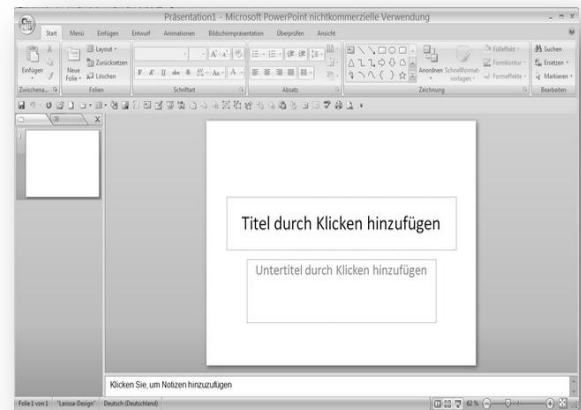 Präsentation1 - Microsoft PowerPoint nichtkommerzielle Verwendung
Start Menü Einfügen Entwurf Animationen Bildschirmpräsentation Überprüfen Ansicht
Einfügen
Neue Folie
Layout
Zurücksetzen
Löschen
Anordnen
Schnellformat-
vorlagen
Fülleffekt
Formkontur
Formeffekte
Suchen
Ersetzen
Markieren
Zwischena...
Folien
Schriftart
Absatz
Zeichnung
Bearbeiten
Titel durch Klicken hinzufügen
Untertitel durch Klicken hinzufügen
Klicken Sie, um Notizen hinzuzufügen
Folie 1 von 1 "Larissa-Design" Deutsch (Deutschland) 62 %